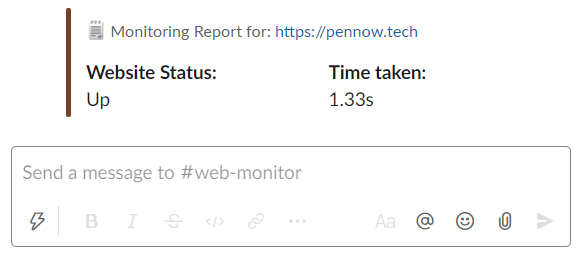 Monitoring Report for: https://pennow.tech
Website Status: Time taken:
Up 1.33s
Send a message to #web-monitor
B I S </> Aa @